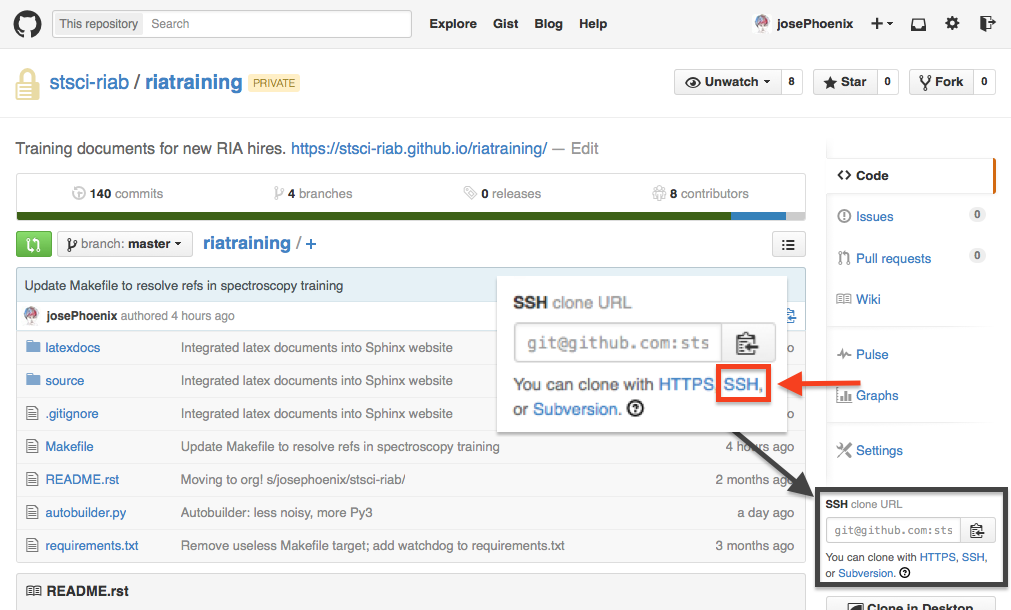 This repository Search Explore Gist Blog Help josePhoenix
stsci-riab / riatraining PRIVATE Unwatch 8 Star 0 Fork 0
Training documents for new RIA hires. https://stsci-riab.github.io/riatraining/ — Edit
140 commits 4 branches 0 releases 8 contributors
branch: master riatraining / +
Update Makefile to resolve refs in spectroscopy training
josePhoenix authored 4 hours ago
latexdocs Integrated latex documents into Sphinx website
source Integrated latex documents into Sphinx website
.gitignore Integrated latex documents into Sphinx website
Makefile Update Makefile to resolve refs in spectroscopy training 4 hours ago
README.rst Moving to org! s/josephoenix/stsci-riab/ 2 months ago
autobuilder.py Autobuilder: less noisy, more Py3 a day ago
requirements.txt Remove useless Makefile target; add watchdog to requirements.txt 3 months ago
README.rst
SSH clone URL
git@github.com:sts
You can clone with HTTPS, SSH,
or Subversion.
Code
Issues 0
Pull requests 0
Wiki
Pulse
Graphs
Settings
SSH clone URL
git@github.com:sts
You can clone with HTTPS, SSH,
or Subversion.
Clone in Desktop